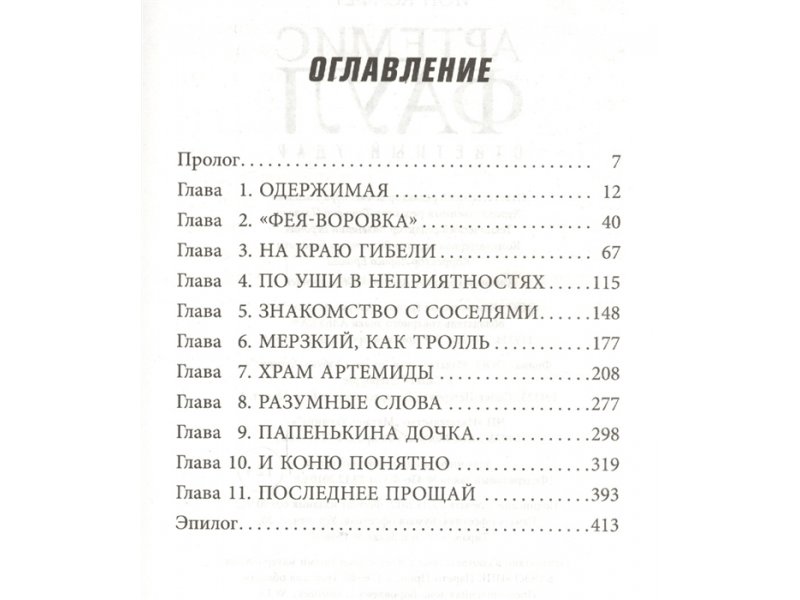 АРТЕМИС
ФАУЛ
ОГЛАВЛЕНИЕ
Пролог. . . . . . . . . . . . . . . . . . . . . . . . . . . . . . 7
Глава 1. ОДЕРЖИМАЯ . . . . . . . . . . . . . . . . . 12
Глава 2. «ФЕЯ-ВОРОВКА» . . . . . . . . . . . . . . . 40
Глава 3. НА КРАЮ ГИБЕЛИ . . . . . . . . . . . . . . 67
Глава 4. ПО УШИ В НЕПРИЯТНОСТЯХ . . . . . 115
Глава 5. ЗНАКОМСТВО С СОСЕДЯМИ. . . . . . 148
Глава 6. МЕРЗКИЙ, КАК ТРОЛЛЬ . . . . . . . . . . 177
Глава 7. ХРАМ АРТЕМИДЫ . . . . . . . . . . . . . . 208
Глава 8. РАЗУМНЫЕ СЛОВА . . . . . . . . . . . . . 277
Глава 9. ПАПЕНЬКИНА ДОЧКА. . . . . . . . . . . 298
Глава 10. И КОНЮ ПОНЯТНО . . . . . . . . . . . . 319
Глава 11. ПОСЛЕДНЕЕ ПРОЩАЙ . . . . . . . . . . 393
Эпилог. . . . . . . . . . . . . . . . . . . . . . . . . . . . . . 413